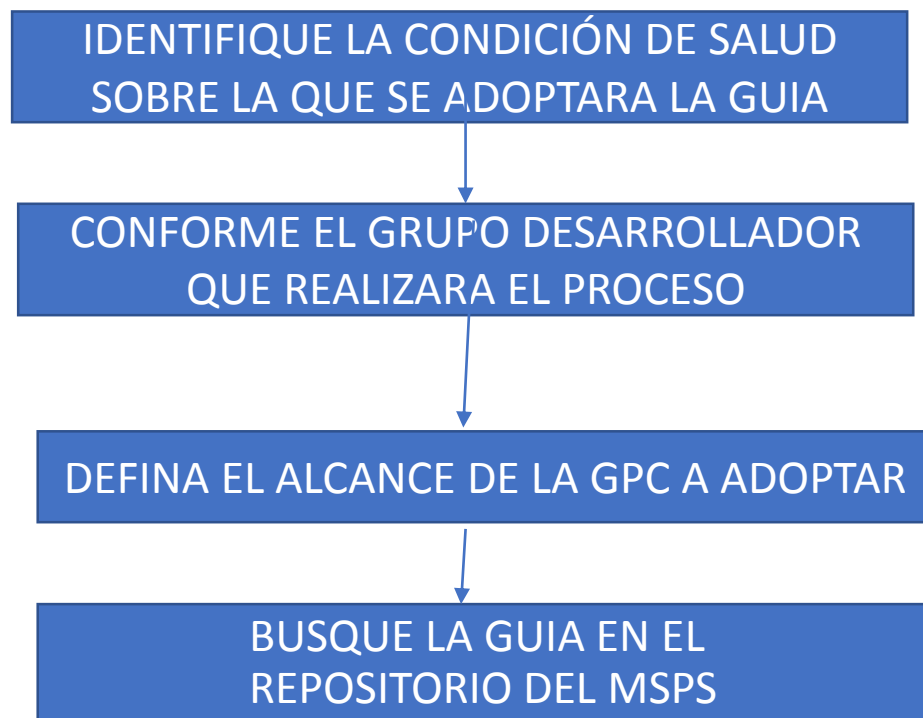 IDENTIFIQUE LA CONDICIÓN DE SALUD
SOBRE LA QUE SE ADOPTARA LA GUIA
CONFORME EL GRUPO DESARROLLADOR
QUE REALIZARA EL PROCESO
DEFINA EL ALCANCE DE LA GPC A ADOPTAR
BUSQUE LA GUIA EN EL
REPOSITORIO DEL MSPS